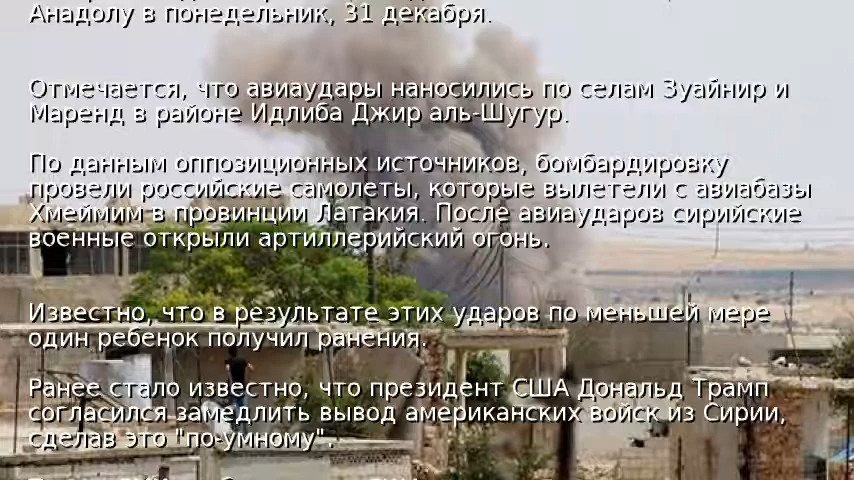 Анадолу в понедельник, 31 декабря.
Отмечается, что авиаудары наносились по селам Зуайнир и
Маренд в районе Идлиба Джир аль-Шугур.
По данным оппозиционных источников, бомбардировку
провели российские самолеты, которые вылетели с авиабазы
Хмеймим в провинции Латакия. После авиаударов сирийские
военные открыли артиллерийский огонь.
Известно, что в результате этих ударов по меньшей мере
один ребенок получил ранения.
Ранее стало известно, что президент США Дональд Трамп
согласился замедлить вывод американских войск из Сирии,
сделав это "по-умному".